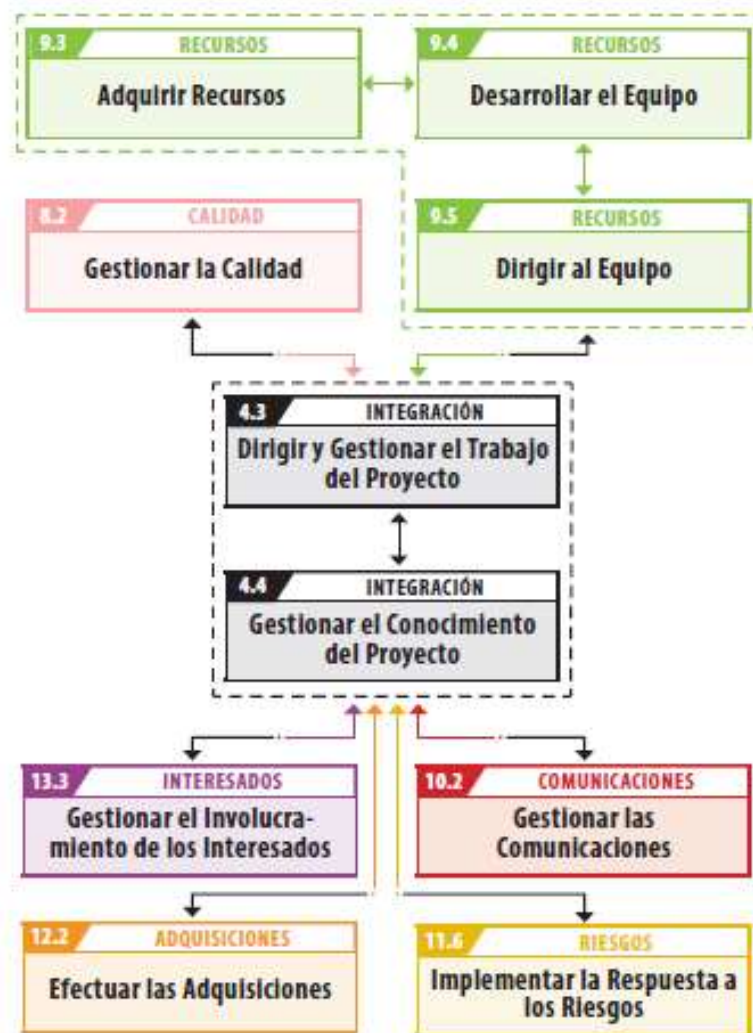 9.3 RECURSOS
Adquirir Recursos
9.4 RECURSOS
Desarrollar el Equipo
8.2 CALIDAD
Gestionar la Calidad
9.5 RECURSOS
Dirigir al Equipo
4.3 INTEGRACIÓN
Dirigir y Gestionar el Trabajo
del Proyecto
4.4 INTEGRACIÓN
Gestionar el Conocimiento
del Proyecto
13.3 INTERESADOS
Gestionar el Involucra-
miento de los Interesados
10.2 COMUNICACIONES
Gestionar las
Comunicaciones
12.2 ADQUISICIONES
Efectuar las Adquisiciones
11.6 RIESGOS
Implementar la Respuesta a
los Riesgos